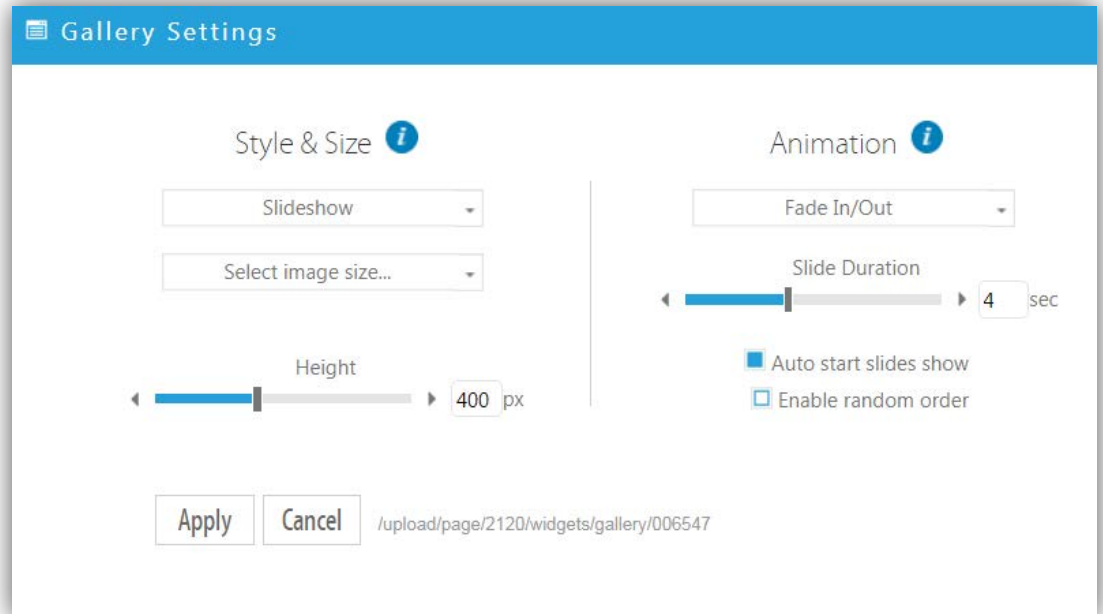 Gallery Settings
Style & Size i
Slideshow
Select image size...
Height
400 px
Animation i
Fade In/Out
Slide Duration
4 sec
Auto start slides show
Enable random order
Apply Cancel /upload/page/2120/widgets/gallery/006547